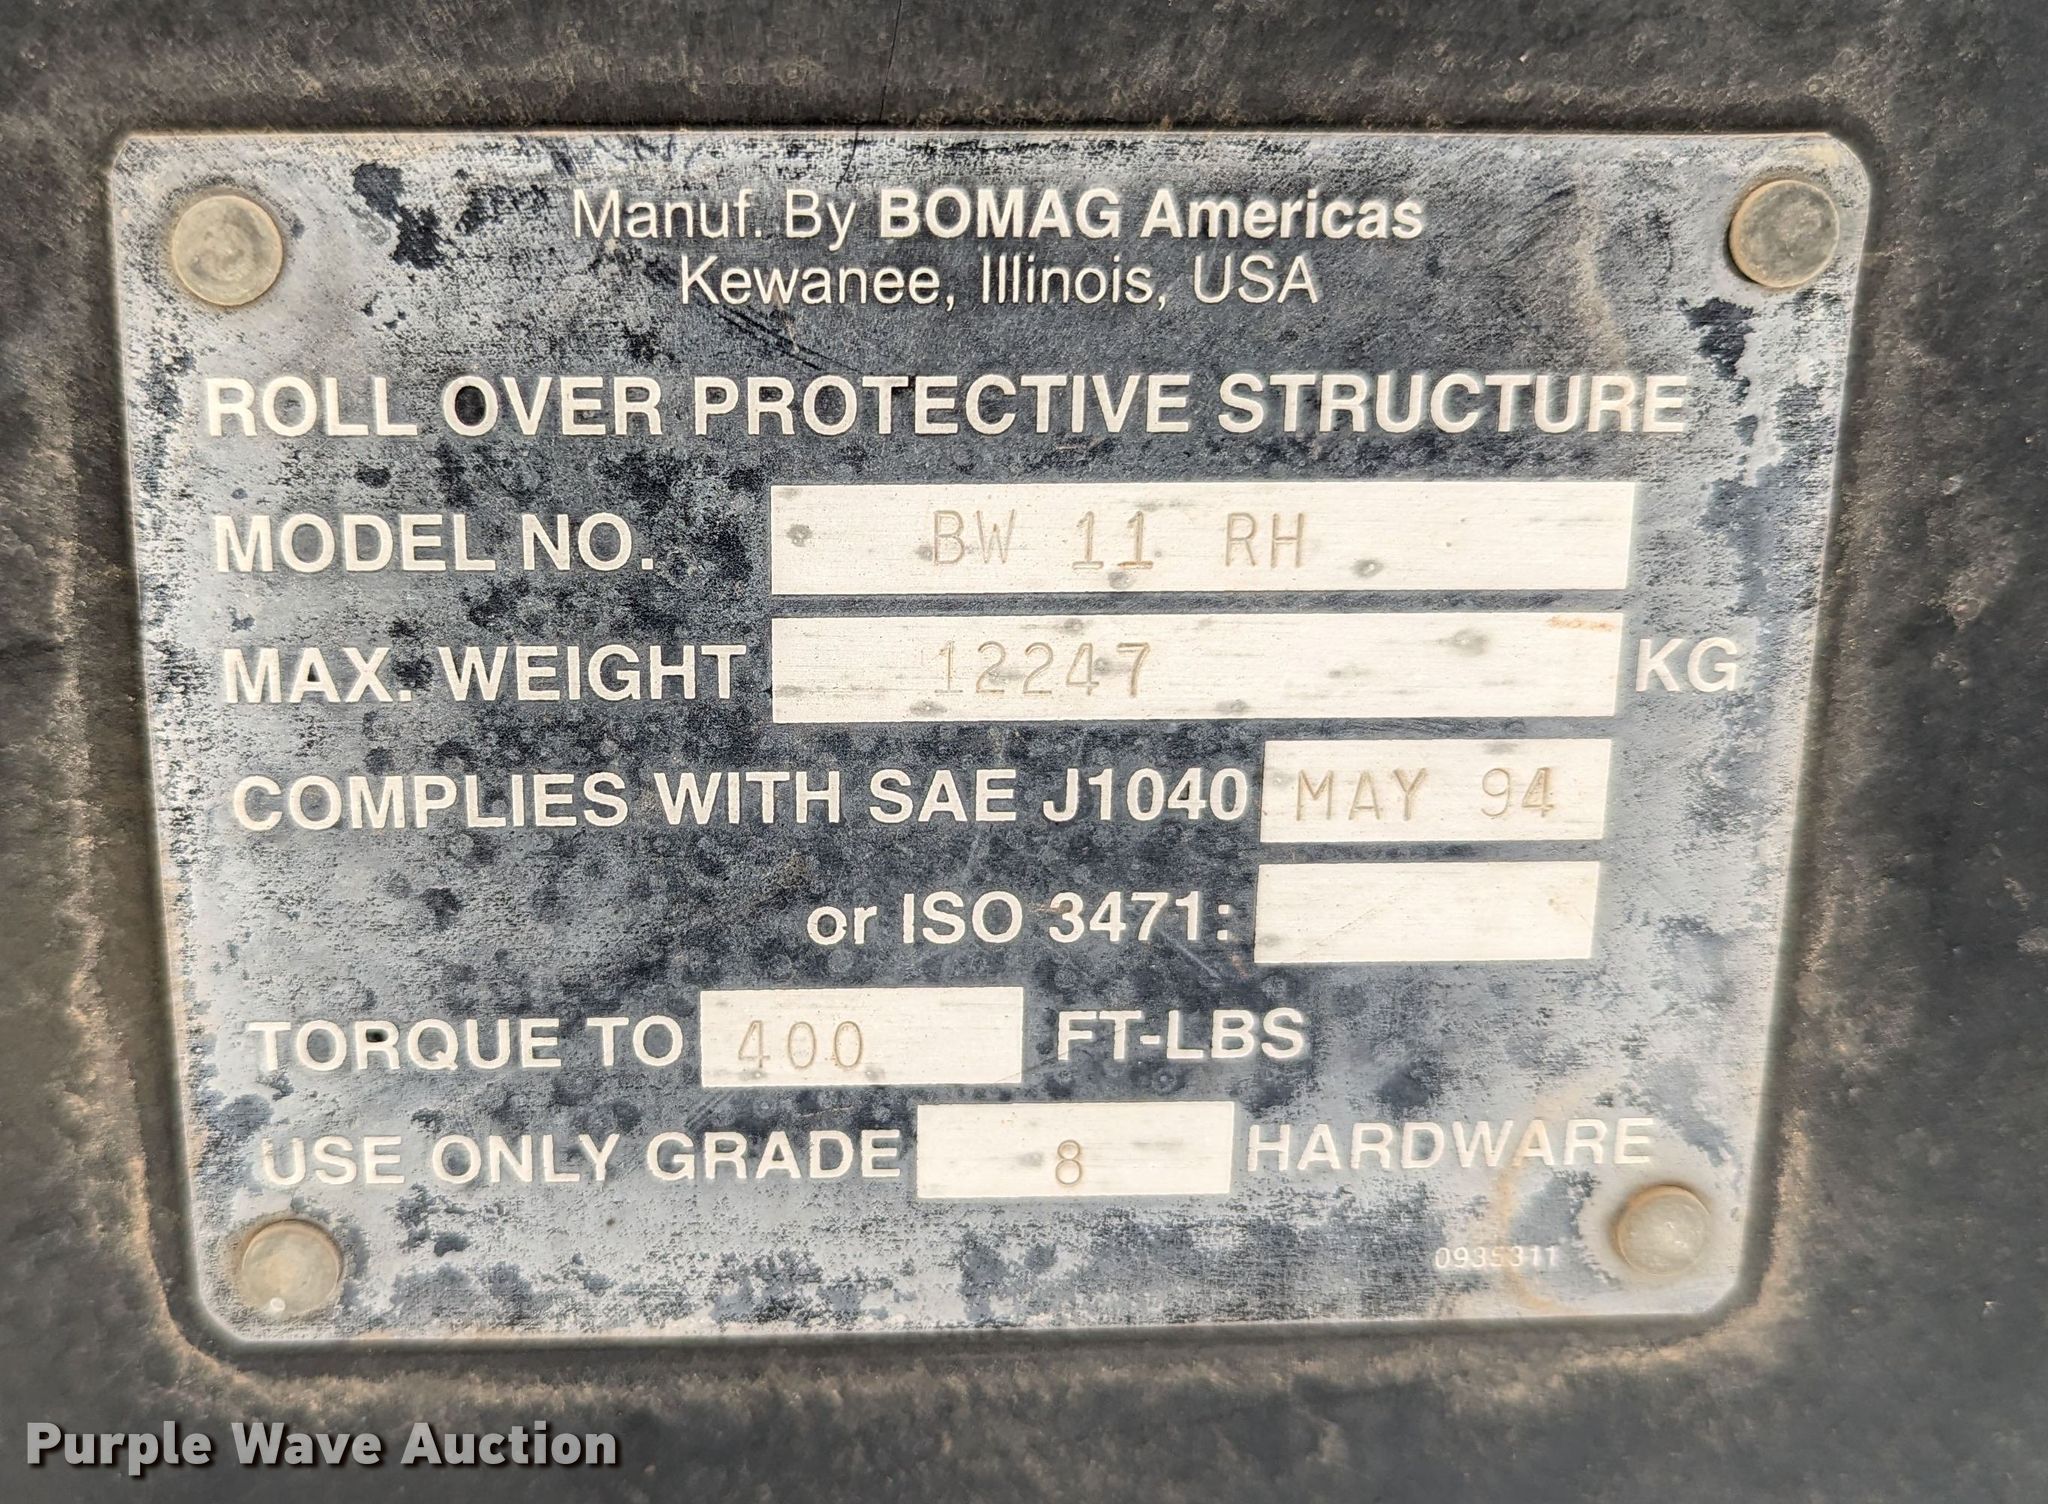 Manuf. By BOMAG Americas
Kewanee, Illinois, USA
ROLL OVER PROTECTIVE STRUCTURE
MODEL NO. BW 11 RH
MAX. WEIGHT 12247 KG
COMPLIES WITH SAE J1040 MAY 94
or ISO 3471:
TORQUE TO 400 FT-LBS
USE ONLY GRADE 8 HARDWARE
0935311
Purple Wave Auction